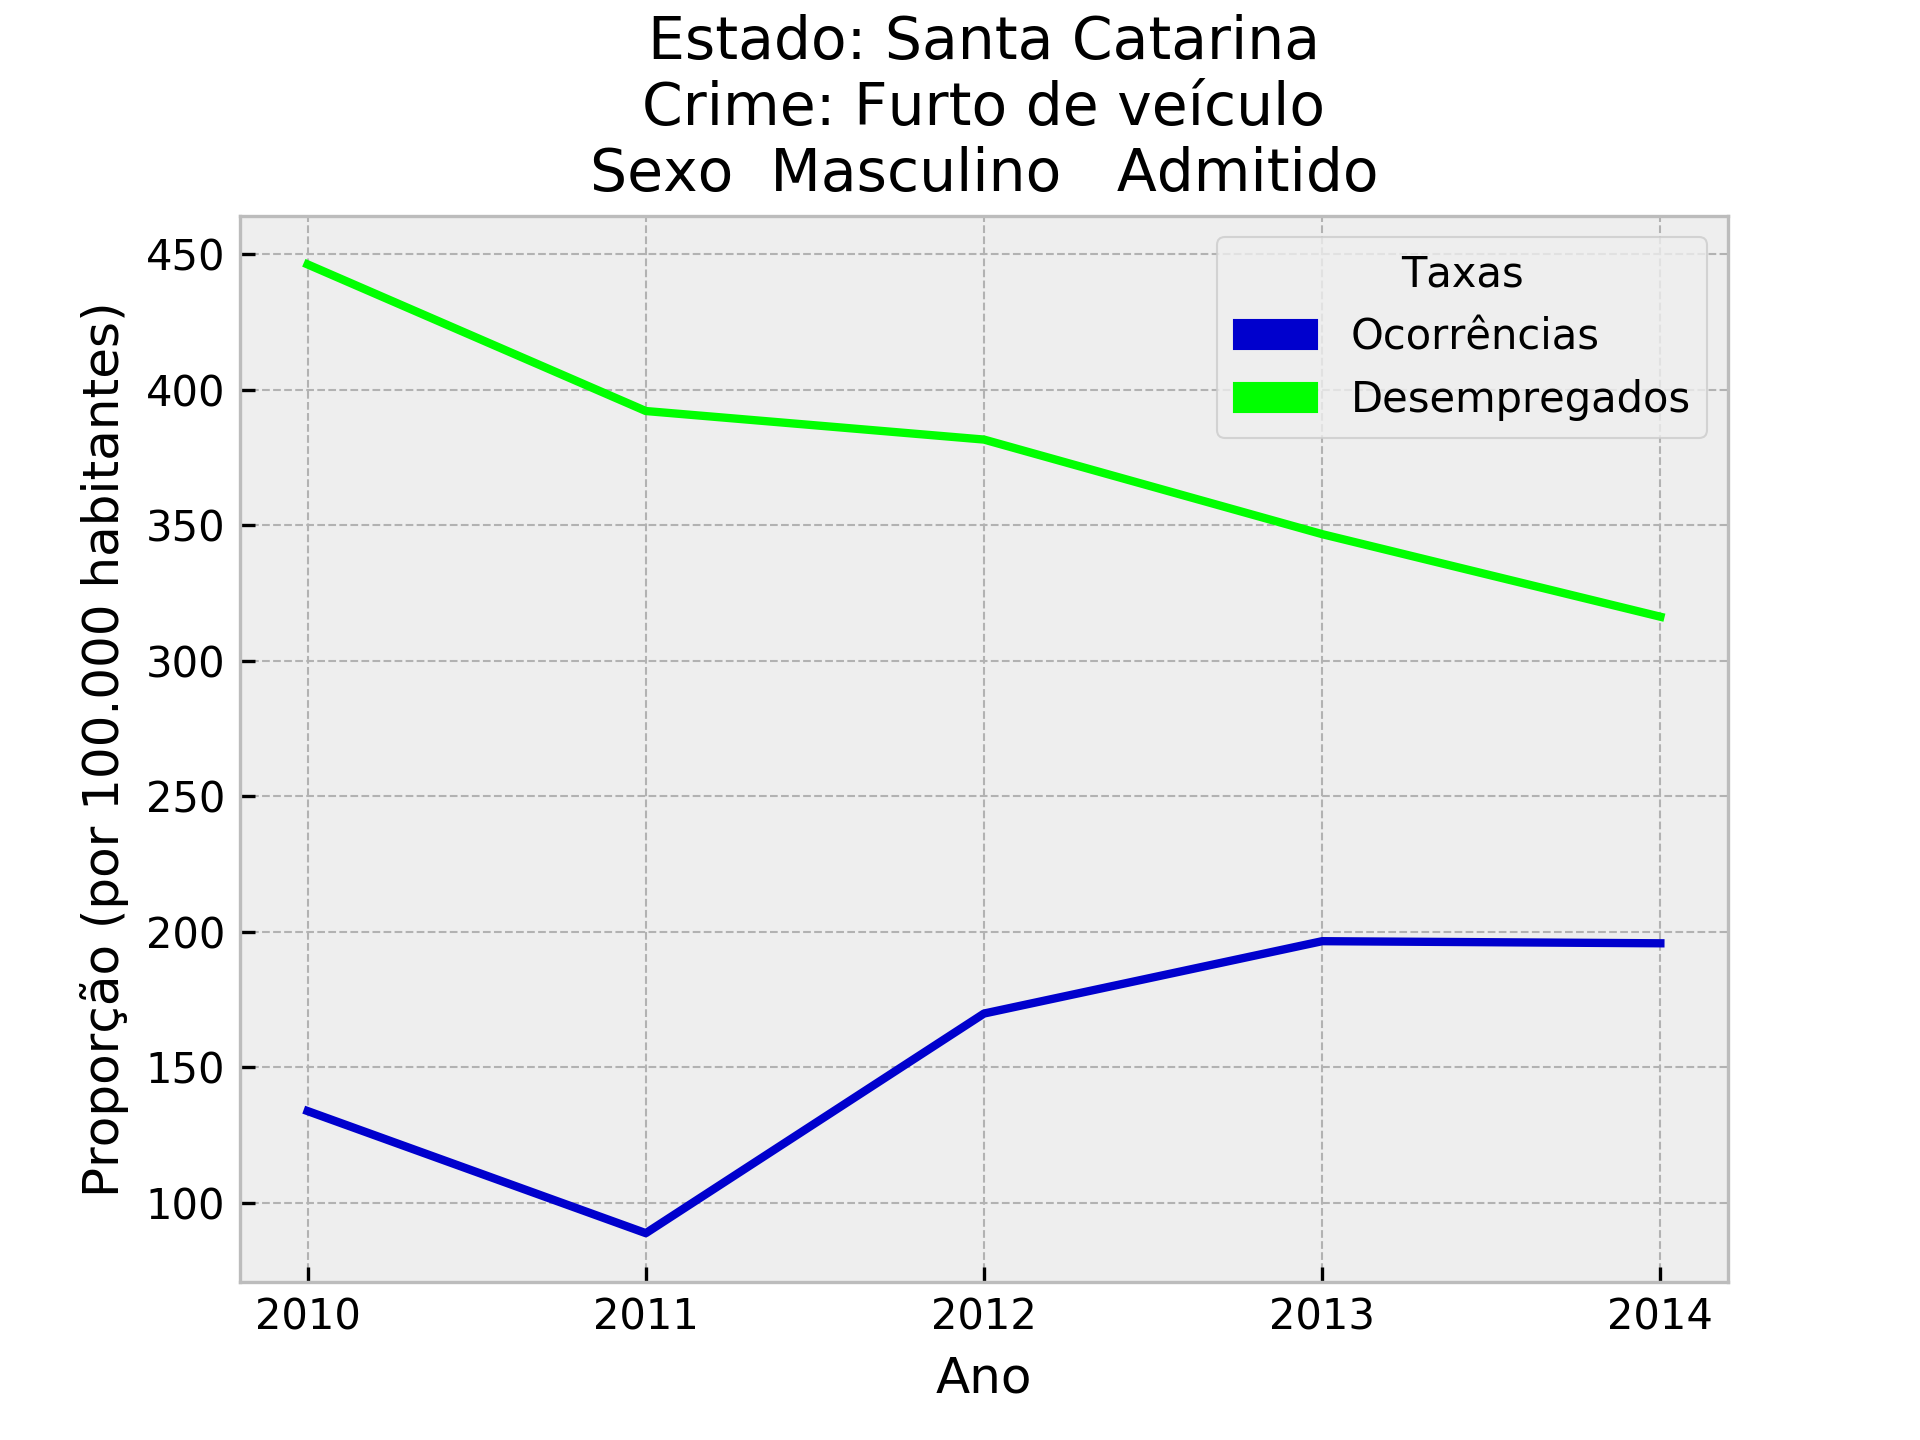 Estado: Santa Catarina
Crime: Furto de veículo
Sexo  Masculino   Admitido
Proporção (por 100.000 habitantes)
450
400
350
300
250
200
150
100
Taxas
Ocorrências
Desempregados
2010 2011 2012 2013 2014
Ano